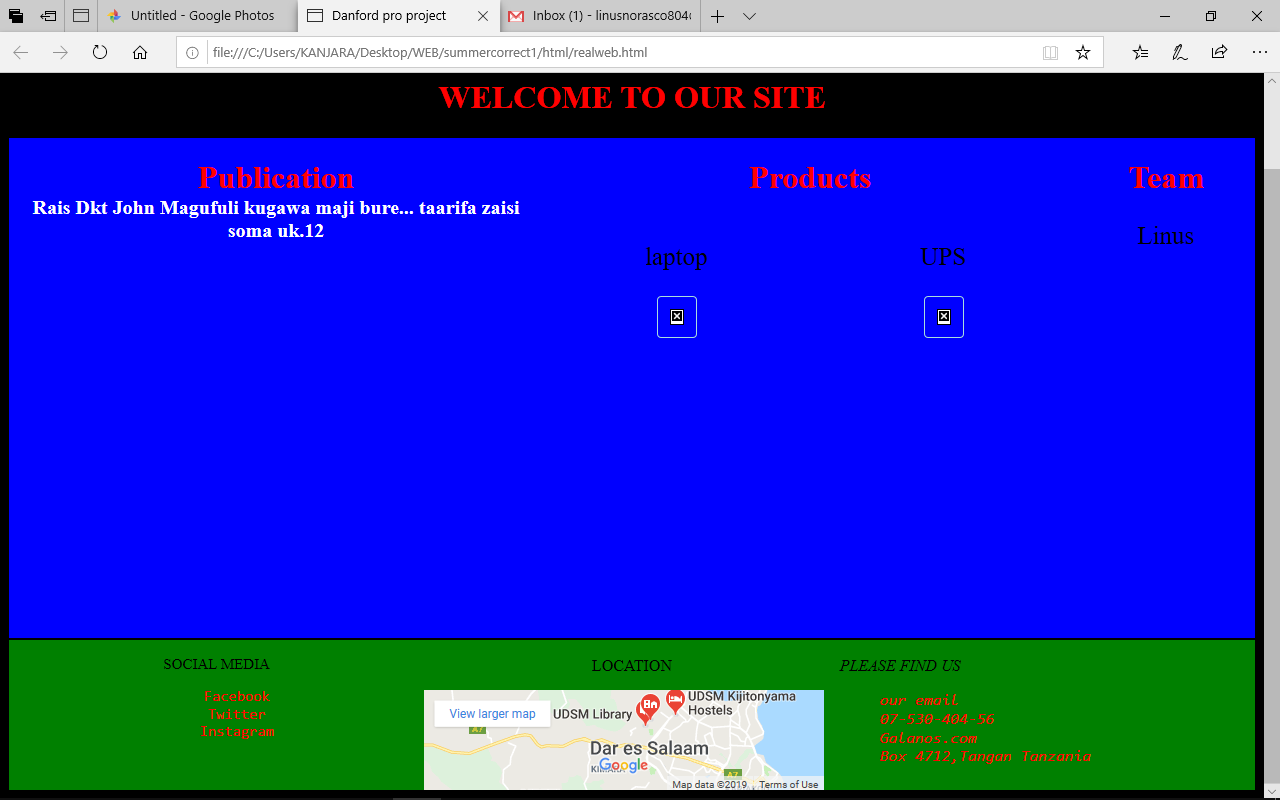 Untitled - Google Photos
Danford pro project
Inbox (1) - linusnorasco804
file:///C:/Users/KANJARA/Desktop/WEB/summercorrect1/html/realweb.html
WELCOME TO OUR SITE
Publication
Rais Dkt John Magufuli kugawa maji bure... taarifa zaisi
soma uk.12
Products
laptop
UPS
Team
Linus
SOCIAL MEDIA
Facebook
Twitter
Instagram
LOCATION
View larger map
UDSM Library
UDSM Kijitonyama
Hostels
A7
Dar es Salaam
KIMARA
Google
A7
Map data ©2019
Terms of Use
PLEASE FIND US
our email
07-530-404-56
Galanos.com
Box 4/12,Tangan Tanzania